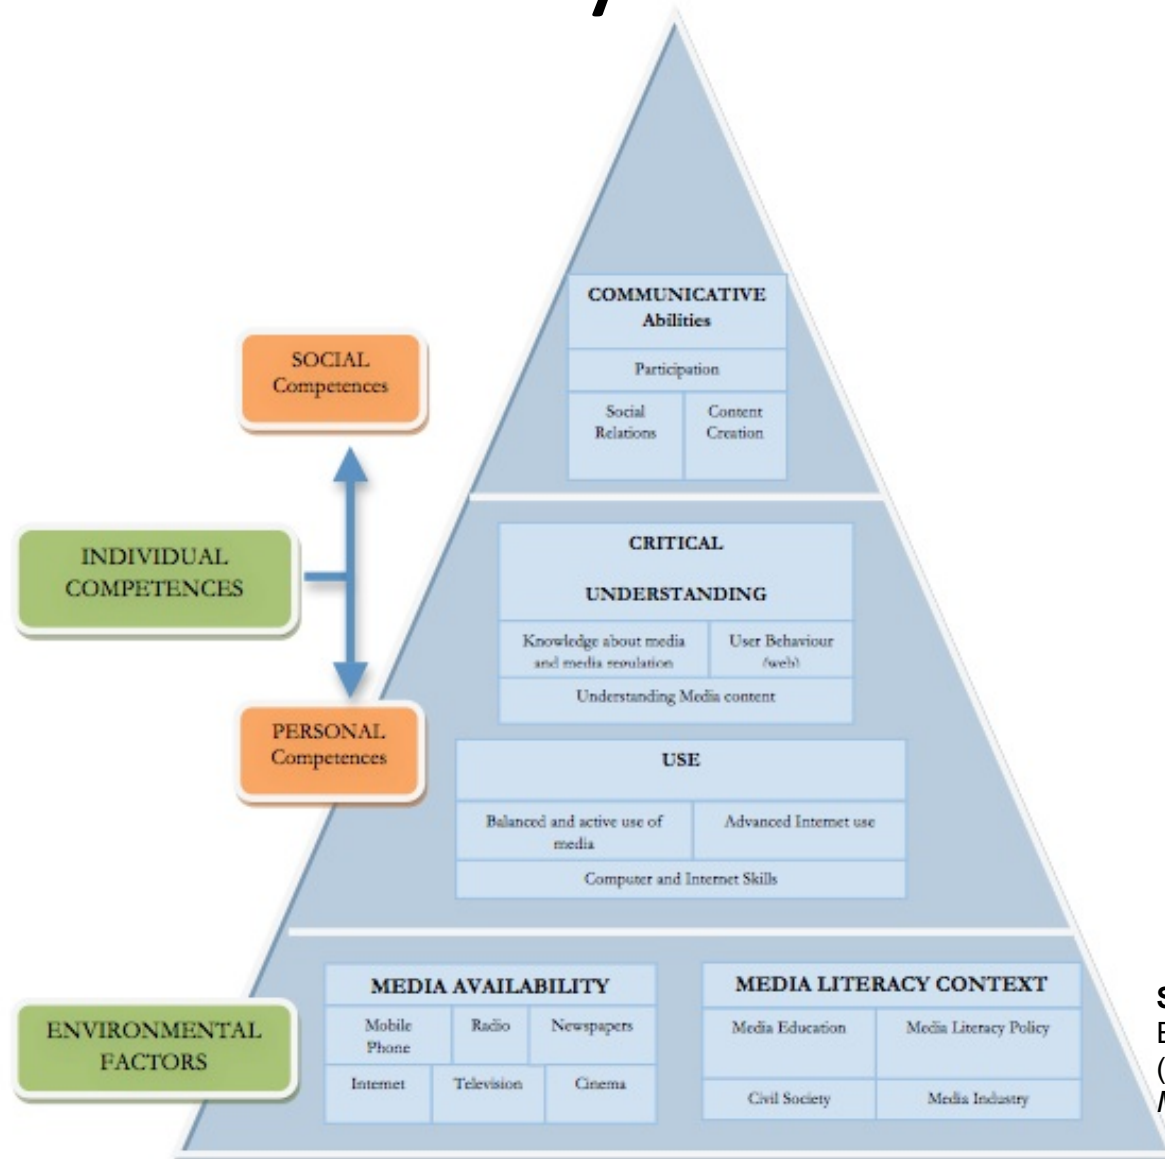 COMMUNICATIVE
Abilities
Participation
Social
Relations
Content
Creation
SOCIAL
Competences
INDIVIDUAL
COMPETENCES
CRITICAL
UNDERSTANDING
Knowledge about media
and media regulation
User Behaviour
(web)
Understanding Media content
PERSONAL
Competences
USE
Balanced and active use of
media
Advanced Internet use
Computer and Internet Skills
ENVIRONMENTAL
FACTORS
MEDIA AVAILABILITY
Mobile
Phone
Radio
Newspapers
Internet
Television
Cinema
MEDIA LITERACY CONTEXT
Media Education
Media Literacy Policy
Civil Society
Media Industry